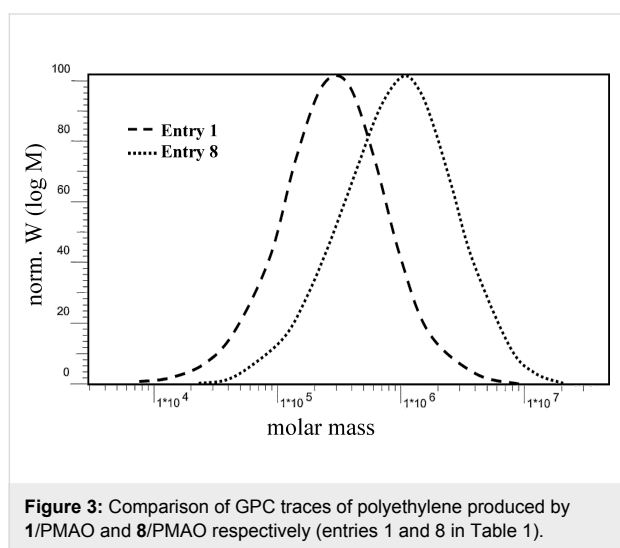 100
80
60
40
20
0
norm. W (log M)
Entry 1
Entry 8
1*10^4
1*10^5
1*10^6
1*10^7
molar mass
Figure 3: Comparison of GPC traces of polyethylene produced by
1/PMAO and 8/PMAO respectively (entries 1 and 8 in Table 1).